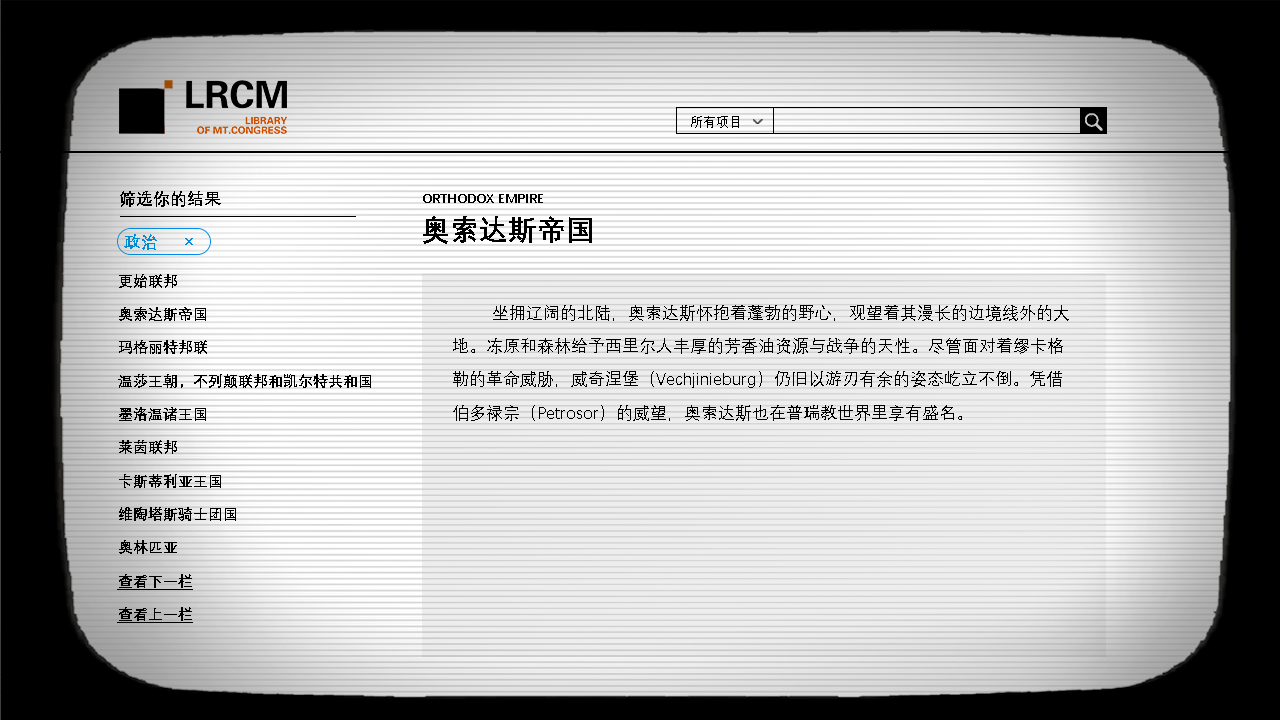 LRCM
LIBRARY
OF MT.CONGRESS
所有项目
筛选你的结果
政治 ×
更始联邦
奥索达斯帝国
玛格丽特邦联
温莎王朝，不列颠联邦和凯尔特共和国
墨洛温诸王国
莱茵联邦
卡斯蒂利亚王国
维陶塔斯骑士团国
奥林匹亚
查看下一栏
查看上一栏
ORTHODOX EMPIRE
奥索达斯帝国
坐拥辽阔的北陆，奥索达斯怀抱着蓬勃的野心，观望着其漫长的边境线外的大
地。冻原和森林给予西里尔人丰厚的芳香油资源与战争的天性。尽管面对着缪卡格
勒的革命威胁，威奇涅堡（Vechjinieburg）仍旧以游刃有余的姿态屹立不倒。凭借
伯多禄宗（Petrosor）的威望，奥索达斯也在普瑞教世界里享有盛名。